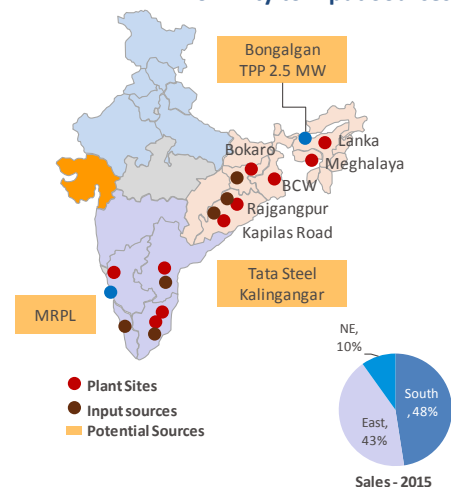 Bongalgan
TPP 2.5 MW
Lanka
Bokaro
Meghalaya
BCW
Rajgangpur
Kapilas Road
Tata Steel
Kalingangar
MRPL
NE,
10%
Plant Sites
South
, 48%
Input sources
East,
43%
Potential Sources
Sales - 2015